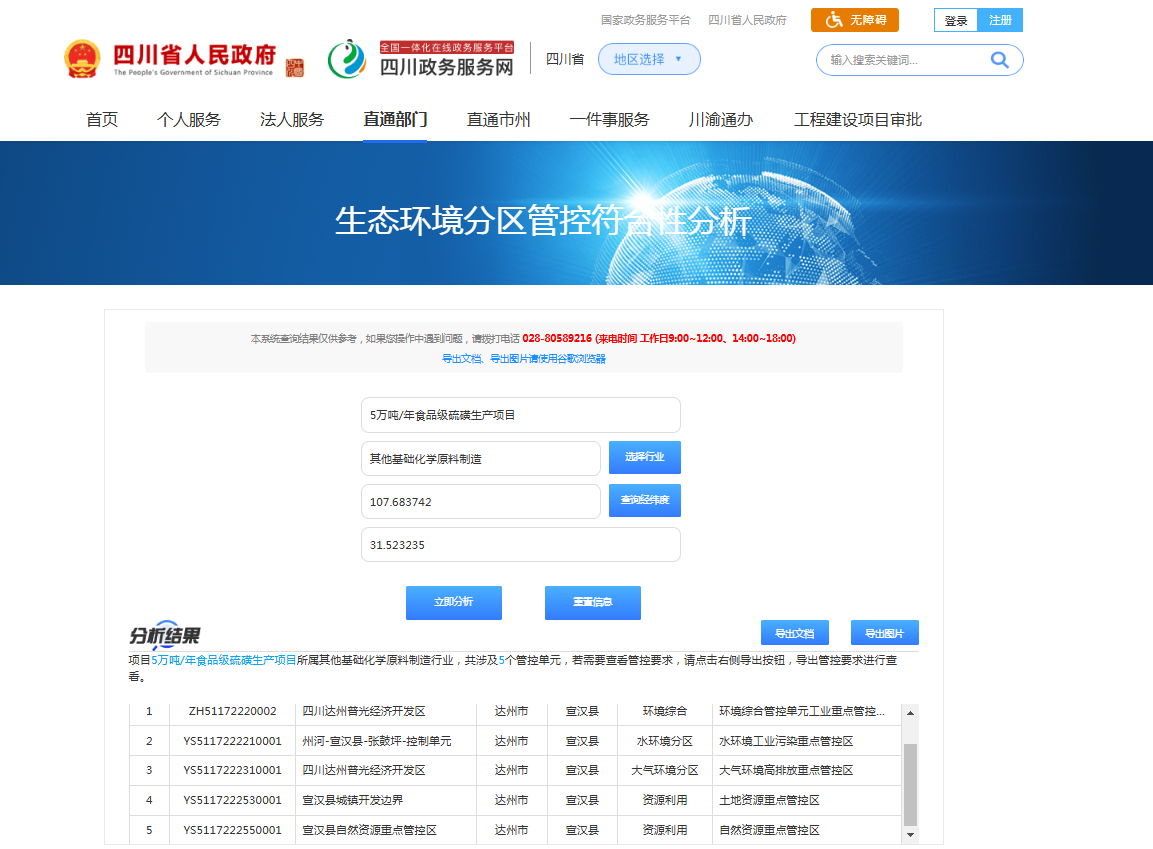 国家政务服务平台 四川省人民政府 无障碍 登录 注册
四川省人民政府
The People's Government of Sichuan Province
全国一体化在线政务服务平台
四川政务服务网
四川省 地区选择 ▼ 输入搜索关键词...
首页 个人服务 法人服务 直通部门 直通市州 一件事服务 川渝通办 工程建设项目审批
生态环境分区管控符合性分析
本系统查询结果仅供参考，如果您操作中遇到问题，请拨打电话 028-80589216 (来电时间 工作日9:00~12:00、14:00~18:00)
导出文档、导出图片请使用谷歌浏览器
5万吨/年食品级硫磺生产项目
其他基础化学原料制造 选择行业
107.683742 查询经纬度
31.523235
立即分析 重置信息
分析结果 导出文档 导出图片
项目5万吨/年食品级硫磺生产项目所属其他基础化学原料制造行业，共涉及5个管控单元，若需要查看管控要求，请点击右侧导出按钮，导出管控要求进行查
看。
1 ZH51172220002 四川达州普光经济开发区 达州市 宣汉县 环境综合 环境综合管控单元工业重点管控...
2 YS5117222210001 州河-宣汉县-张鼓坪-控制单元 达州市 宣汉县 水环境分区 水环境工业污染重点管控区
3 YS5117222310001 四川达州普光经济开发区 达州市 宣汉县 大气环境分区 大气环境高排放重点管控区
4 YS5117222530001 宣汉县城镇开发边界 达州市 宣汉县 资源利用 土地资源重点管控区
5 YS5117222550001 宣汉县自然资源重点管控区 达州市 宣汉县 资源利用 自然资源重点管控区